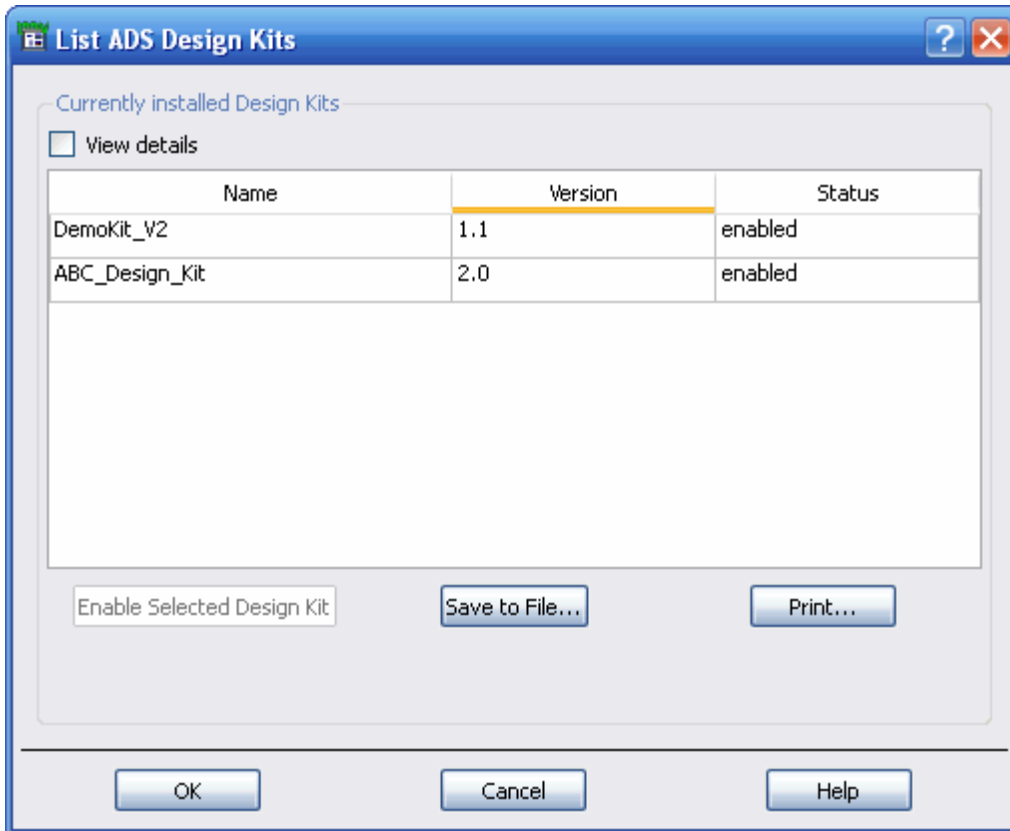 List ADS Design Kits
Currently installed Design Kits
View details
Name Version Status
DemoKit_V2 1.1 enabled
ABC_Design_Kit 2.0 enabled
Enable Selected Design Kit Save to File... Print...
OK Cancel Help